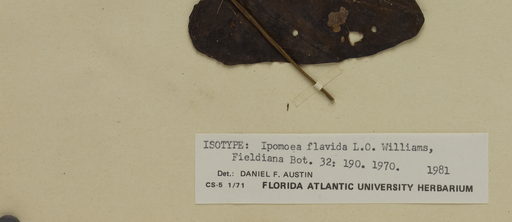 ISOTYPE: Ipomoea flavida L.O. Williams,
Fieldiana Bot. 32: 190. 1970. 1981
Det.: DANIEL F. AUSTIN
CS-5 1/71 FLORIDA ATLANTIC UNIVERSITY HERBARIUM